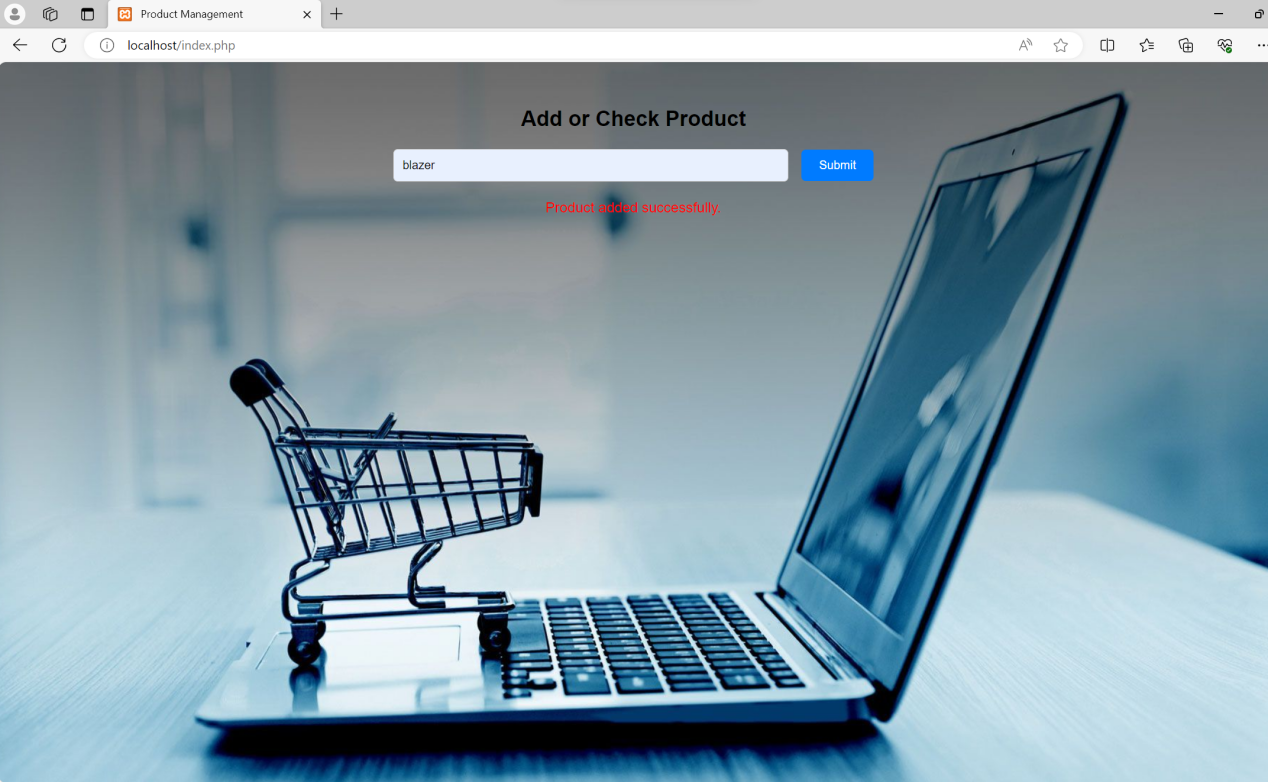 Product Management
localhost/index.php
Add or Check Product
blazer
Submit
Product added successfully.